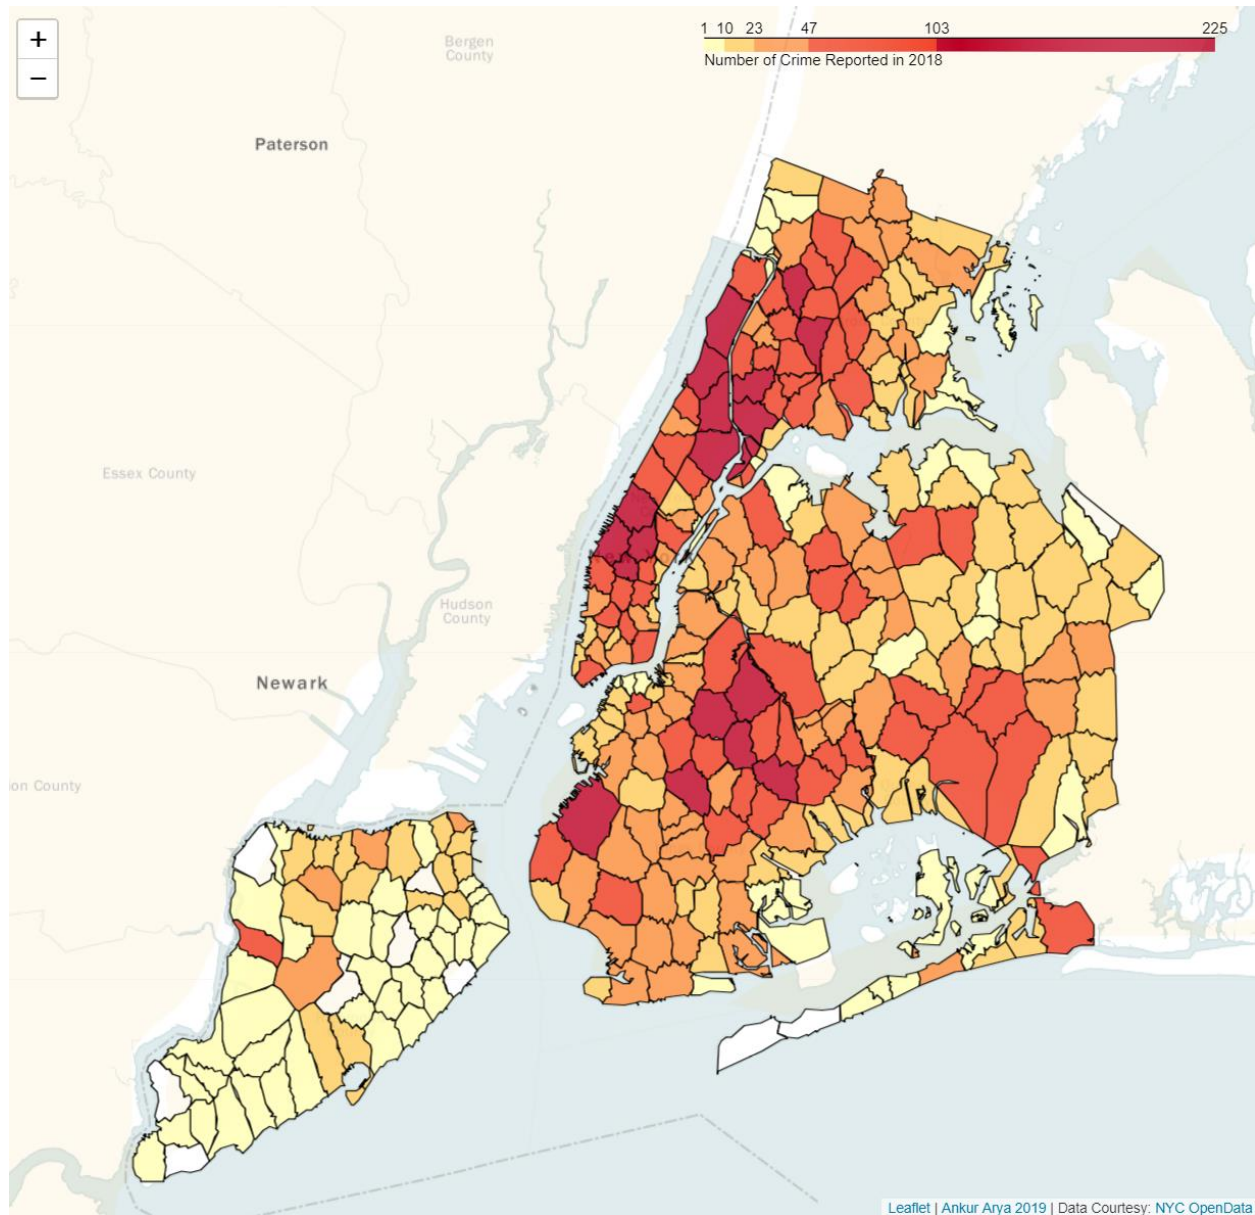 +
−
1 10 23 47 103 225
Number of Crime Reported in 2018
Bergen
County
Paterson
Essex County
Hudson
County
Newark
on County
Leaflet | Ankur Arya 2019 | Data Courtesy: NYC OpenData